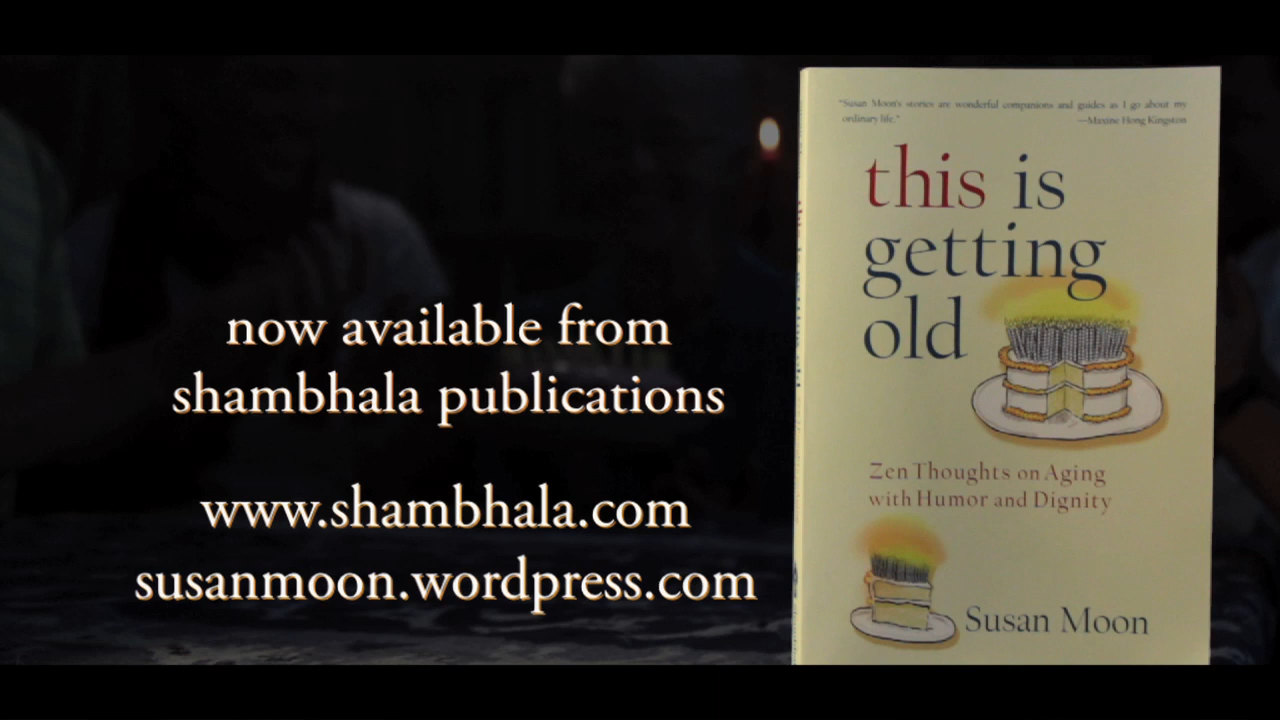 now available from
shambhala publications
www.shambhala.com
susanmoon.wordpress.com
"Susan Moon's stories are wonderful companions and guides as I go about my
ordinary life."
—Maxine Hong Kingston
this is
getting
old
Zen Thoughts on Aging
with Humor and Dignity
Susan Moon